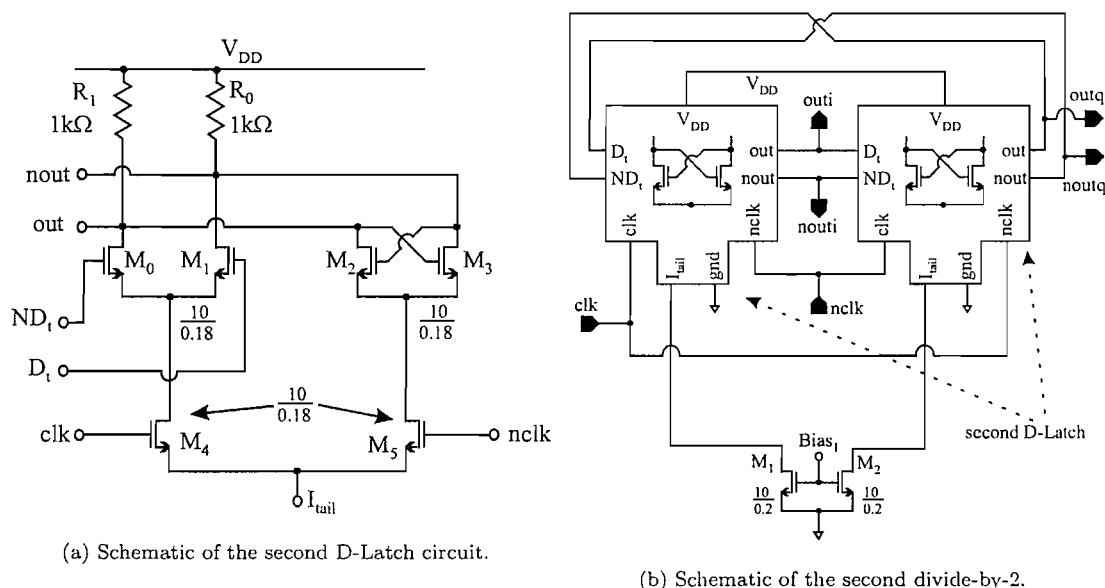 V_DD
R_1
1kΩ
R_0
1kΩ
nout
out
M_0
M_1
M_2
M_3
10/0.18
10/0.18
ND_t
D_t
10/0.18
clk
M_4
M_5
nclk
I_tail
(a) Schematic of the second D-Latch circuit.
V_DD
outi
outq
noutq
V_DD
V_DD
D_t
ND_t
out
nout
D_t
ND_t
out
nout
clk
nclk
nouti
clk
nclk
I_tail
gnd
I_tail
gnd
clk
nclk
second D-Latch
Bias_1
M_1
M_2
10/0.2
10/0.2
(b) Schematic of the second divide-by-2.